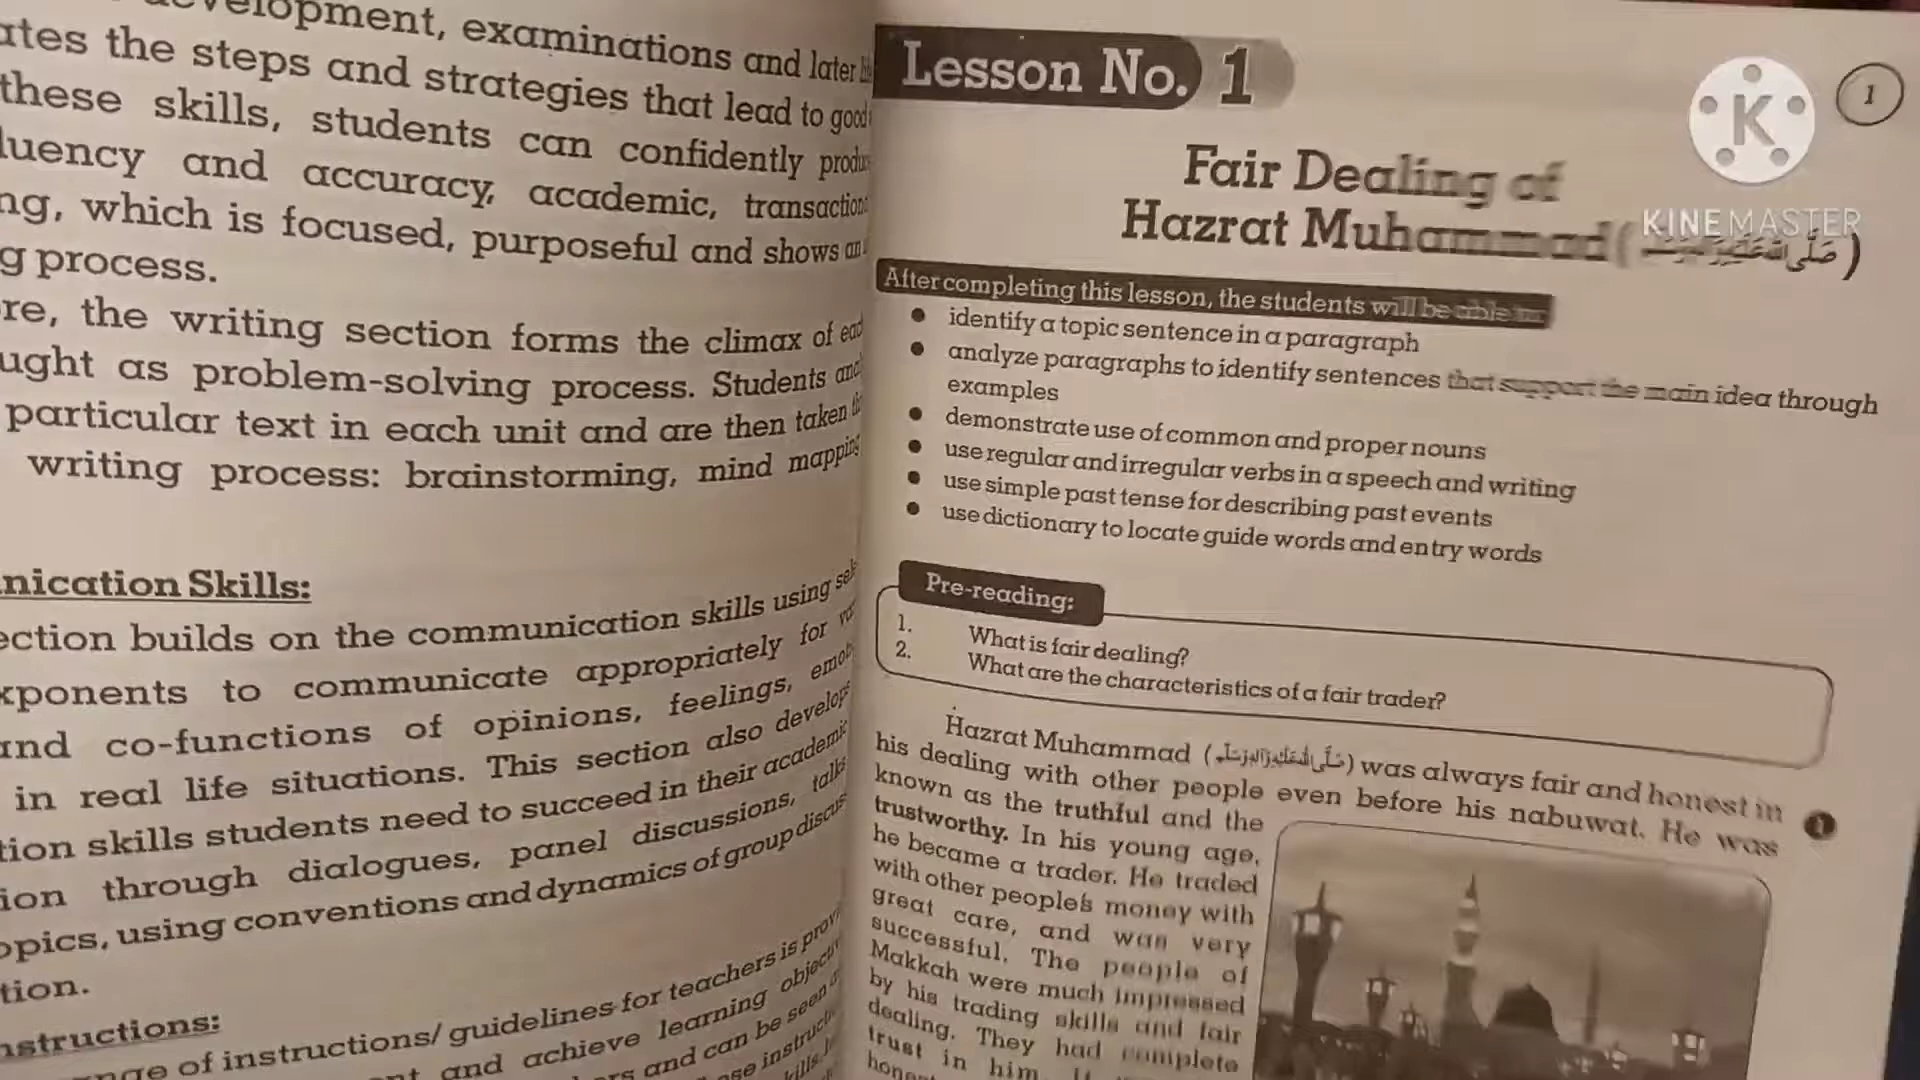 development, examinations and later
ates the steps and strategies that lead to good
these skills, students can confidently
luency and accuracy, academic,
ng, which is focused, purposeful and shows an
g process.
re, the writing section forms the climax of
ught as problem-solving process. Students
particular text in each unit and are then taken
writing process: brainstorming, mind mapping
nication Skills:
ection builds on the communication skills using
xponents to communicate appropriately for
and co-functions of opinions, feelings,
in real life situations. This section also develops
tion skills students need to succeed in their academic
ion through dialogues, panel discussions, talks
opics, using conventions and dynamics of group
tion.
nstructions:
nge of instructions/ guidelines for teachers is
and achieve learning
and can be seen
Lesson No. 1
1
K
KINEMASTER
Fair Dealing of
Hazrat Muhammad (صَلَّى اللهُ عَلَيْهِ وَآلِهِ وَسَلَّم)
After completing this lesson, the students will be able to:
● identify a topic sentence in a paragraph
● analyze paragraphs to identify sentences that support the main idea through
examples
● demonstrate use of common and proper nouns
● use regular and irregular verbs in a speech and writing
● use simple past tense for describing past events
● use dictionary to locate guide words and entry words
Pre-reading:
1. What is fair dealing?
2. What are the characteristics of a fair trader?
Hazrat Muhammad (صَلَّى اللهُ عَلَيْهِ وَآلِهِ وَسَلَّم) was always fair and honest in
his dealing with other people even before his nabuwat. He was
1
known as the truthful and the
trustworthy. In his young age,
he became a trader. He traded
with other people's money with
great care, and was very
successful. The people of
Makkah were much impressed
by his trading skills and fair
dealing. They had complete
trust in him.